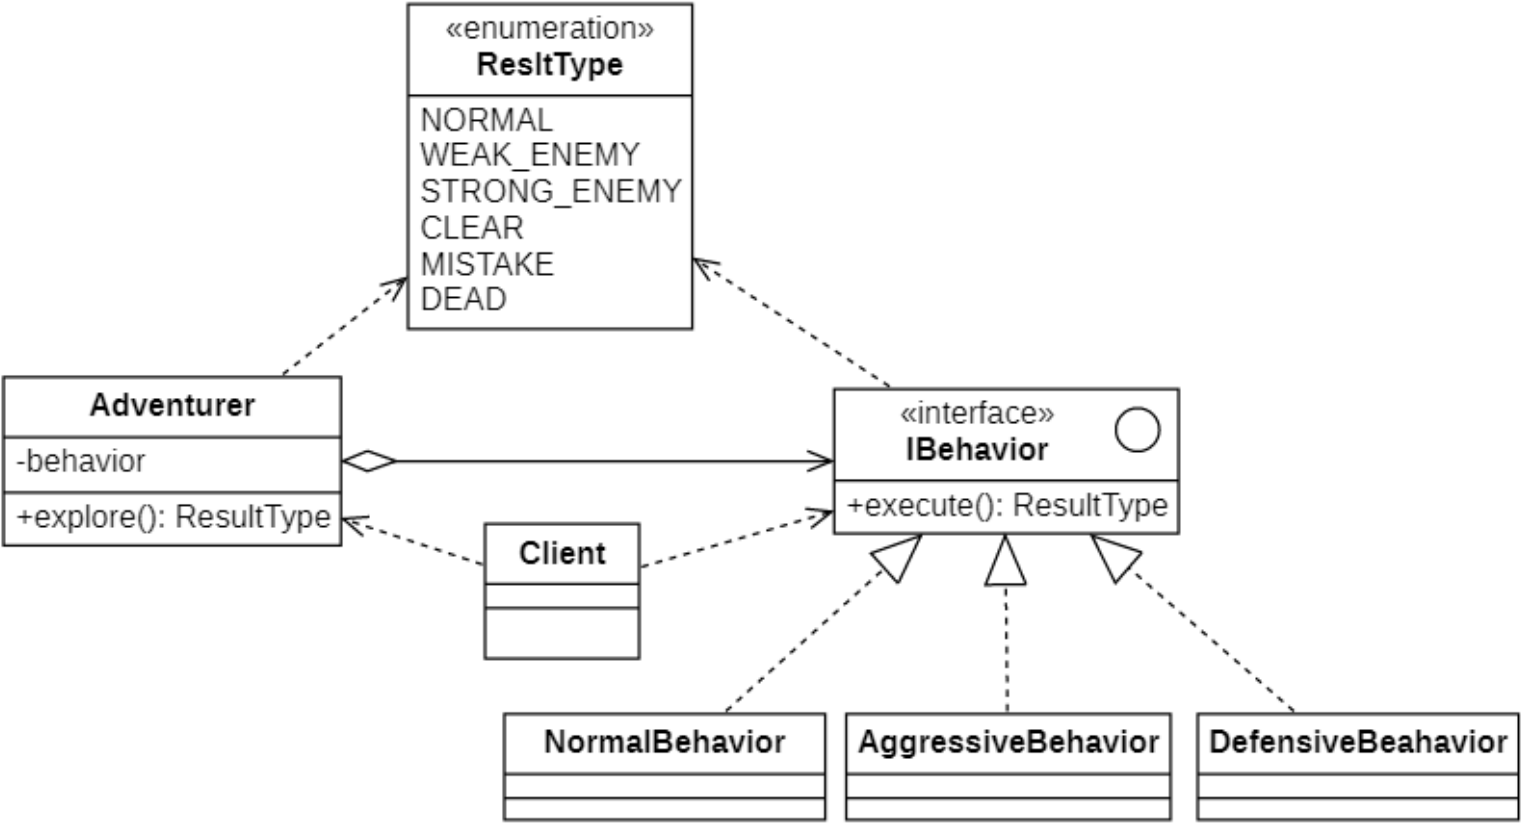 «enumeration»
ResltType
NORMAL
WEAK_ENEMY
STRONG_ENEMY
CLEAR
MISTAKE
DEAD
Adventurer
-behavior
+explore(): ResultType
«interface»
IBehavior
+execute(): ResultType
Client
NormalBehavior
AggressiveBehavior
DefensiveBeahavior